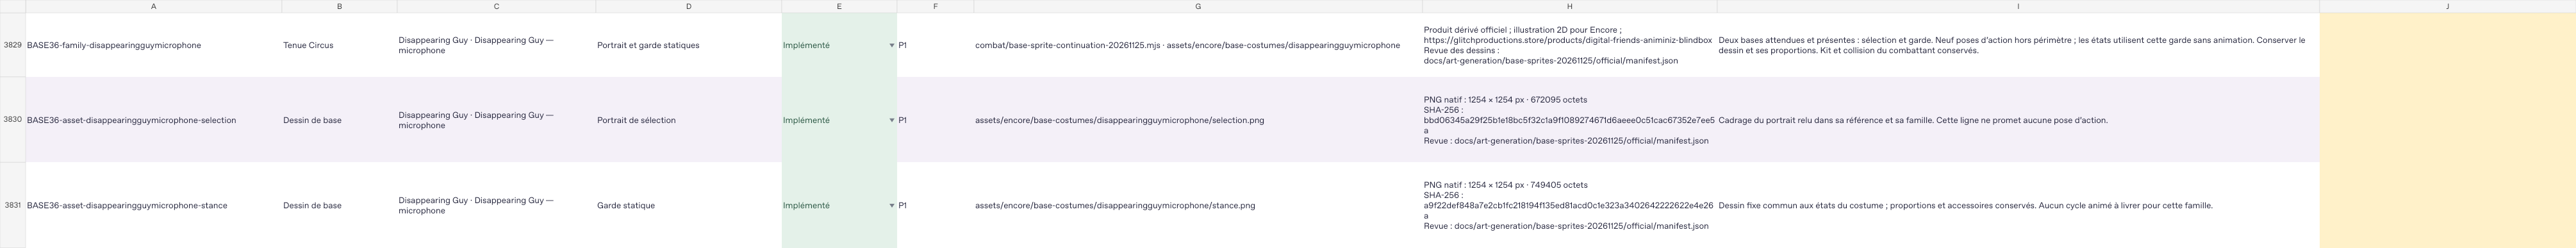 A B C D E F G H I J
3829 BASE36-family-disappearingguymicrophone Tenue Circus Disappearing Guy · Disappearing Guy — microphone Portrait et garde statiques Implémenté P1 combat/base-sprite-continuation-20261125.mjs · assets/encore/base-costumes/disappearingguymicrophone
Produit dérivé officiel ; illustration 2D pour Encore ;
https://glitchproductions.store/products/digital-friends-animiniz-blindbox
Revue des dessins :
docs/art-generation/base-sprites-20261125/official/manifest.json
Deux bases attendues et présentes : sélection et garde. Neuf poses d'action hors périmètre ; les états utilisent cette garde sans animation. Conserver le
dessin et ses proportions. Kit et collision du combattant conservés.
3830 BASE36-asset-disappearingguymicrophone-selection Dessin de base Disappearing Guy · Disappearing Guy — microphone Portrait de sélection Implémenté P1 assets/encore/base-costumes/disappearingguymicrophone/selection.png
PNG natif : 1254 × 1254 px · 672095 octets
SHA-256 :
bbd06345a29f25b1e18bc5f32c1a9f1089274671d6aeee0c51cac67352e7ee5
a
Revue : docs/art-generation/base-sprites-20261125/official/manifest.json
Cadrage du portrait relu dans sa référence et sa famille. Cette ligne ne promet aucune pose d'action.
3831 BASE36-asset-disappearingguymicrophone-stance Dessin de base Disappearing Guy · Disappearing Guy — microphone Garde statique Implémenté P1 assets/encore/base-costumes/disappearingguymicrophone/stance.png
PNG natif : 1254 × 1254 px · 749405 octets
SHA-256 :
a9f22def848a7e2cb1fc218194f135ed81acd0c1e323a3402642222622e4e26
a
Revue : docs/art-generation/base-sprites-20261125/official/manifest.json
Dessin fixe commun aux états du costume ; proportions et accessoires conservés. Aucun cycle animé à livrer pour cette famille.